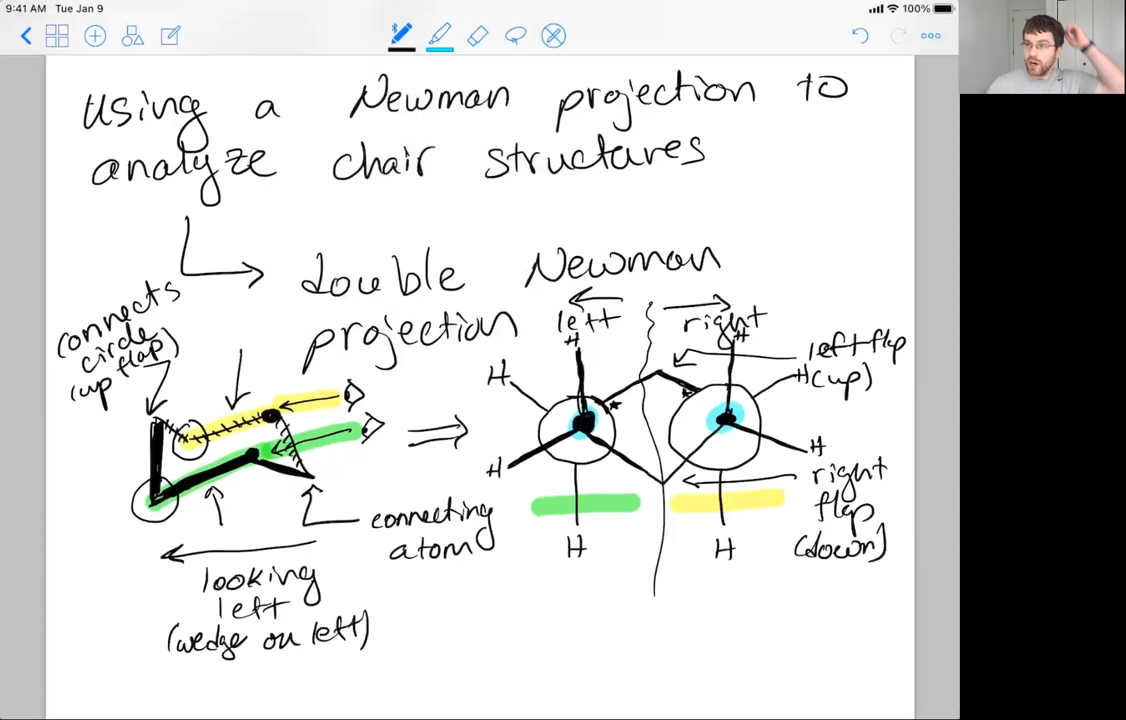 9:41 AM Tue Jan 9
100%
Using a Newman projection to
analyze chair structures
double Newman
projection
connects
circle
(up flap)
left
right
H
H
H
H
H
H
H
H
left flap
(up)
right
flap
(down)
connecting
atom
looking
left
(wedge on left)